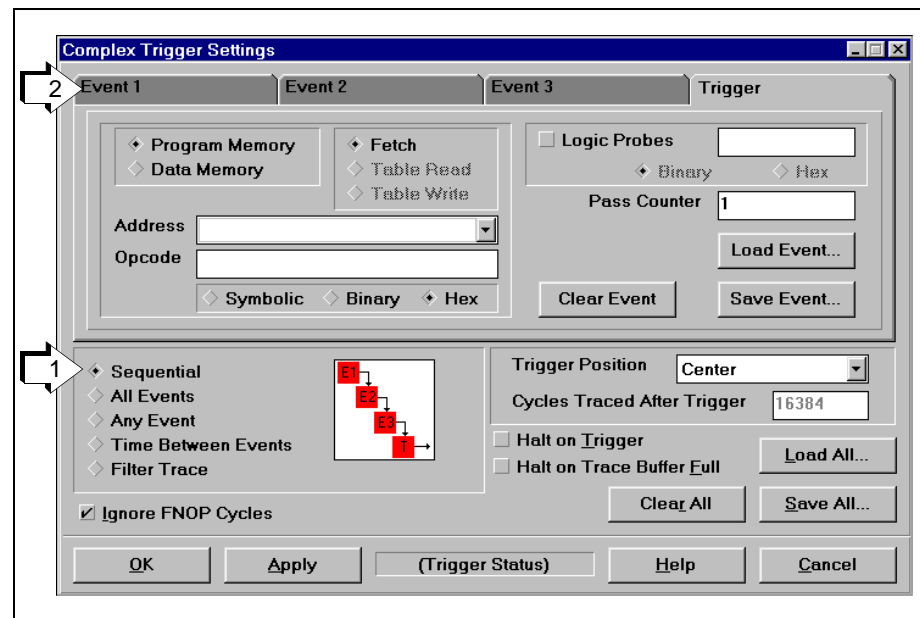 Complex Trigger Settings
2
Event 1
Event 2
Event 3
Trigger
Program Memory
Data Memory
Fetch
Table Read
Table Write
Logic Probes
Binary
Hex
Pass Counter
1
Address
Opcode
Symbolic
Binary
Hex
Load Event...
Clear Event
Save Event...
1
Sequential
All Events
Any Event
Time Between Events
Filter Trace
E1
E2
E3
T
Trigger Position
Center
Cycles Traced After Trigger
16384
Halt on Trigger
Halt on Trace Buffer Full
Load All...
Clear All
Save All...
Ignore FNOP Cycles
OK
Apply
(Trigger Status)
Help
Cancel